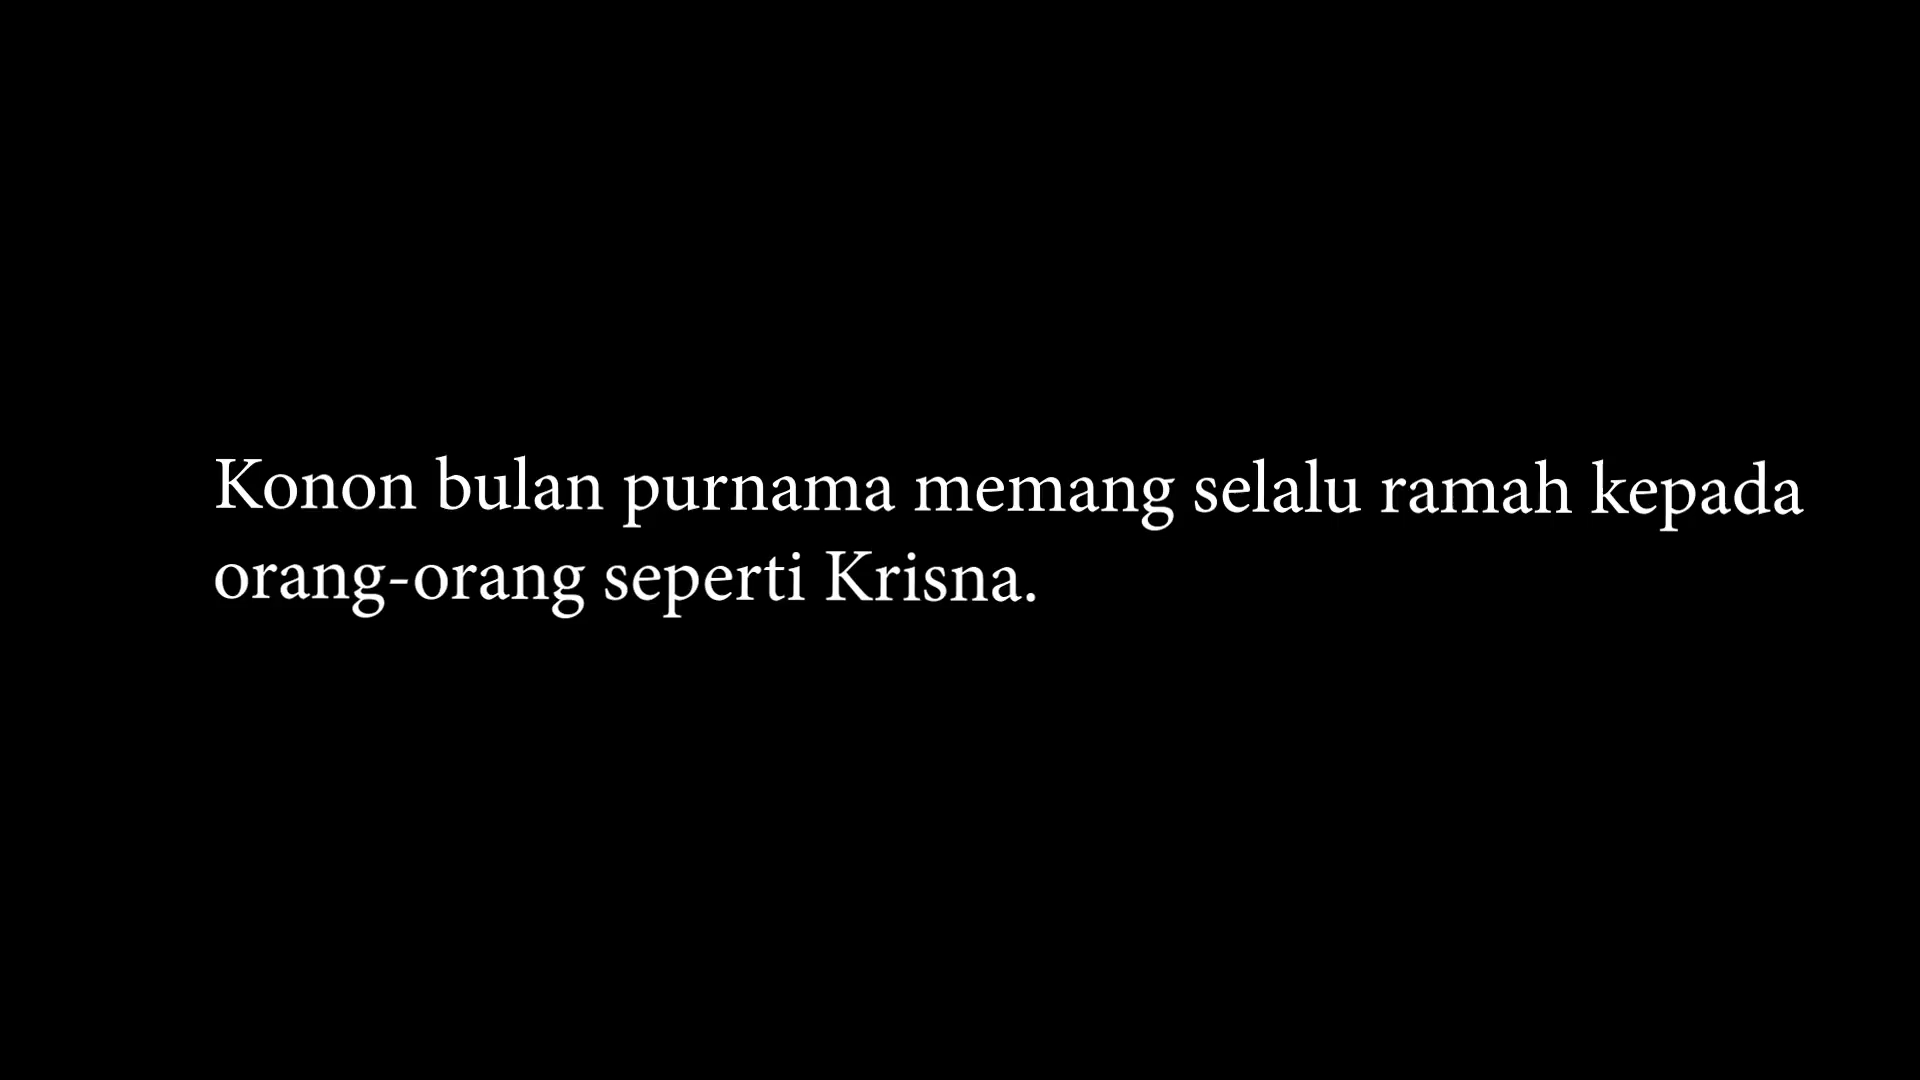 Konon bulan purnama memang selalu ramah kepada
orang-orang seperti Krisna.